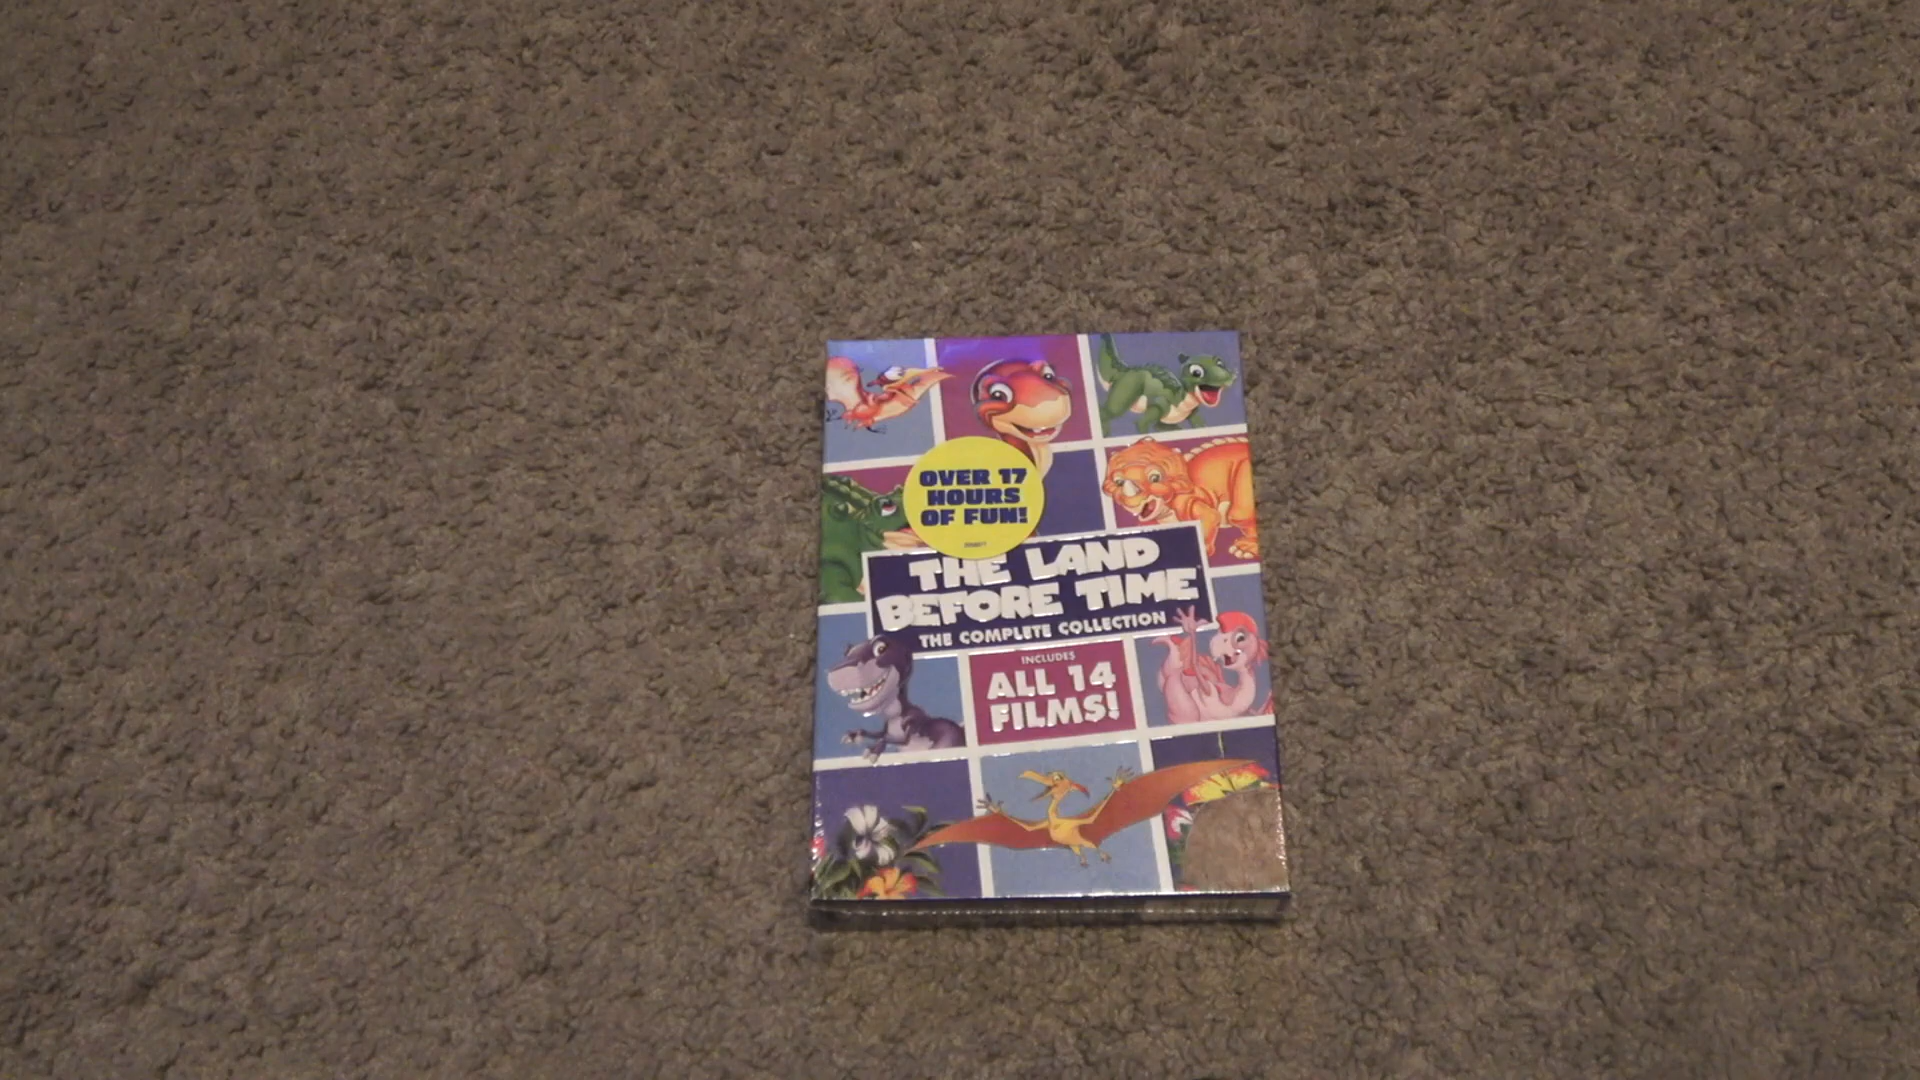 OVER 17
HOURS
OF FUN!
THE LAND
BEFORE TIME
THE COMPLETE COLLECTION
INCLUDES
ALL 14
FILMS!